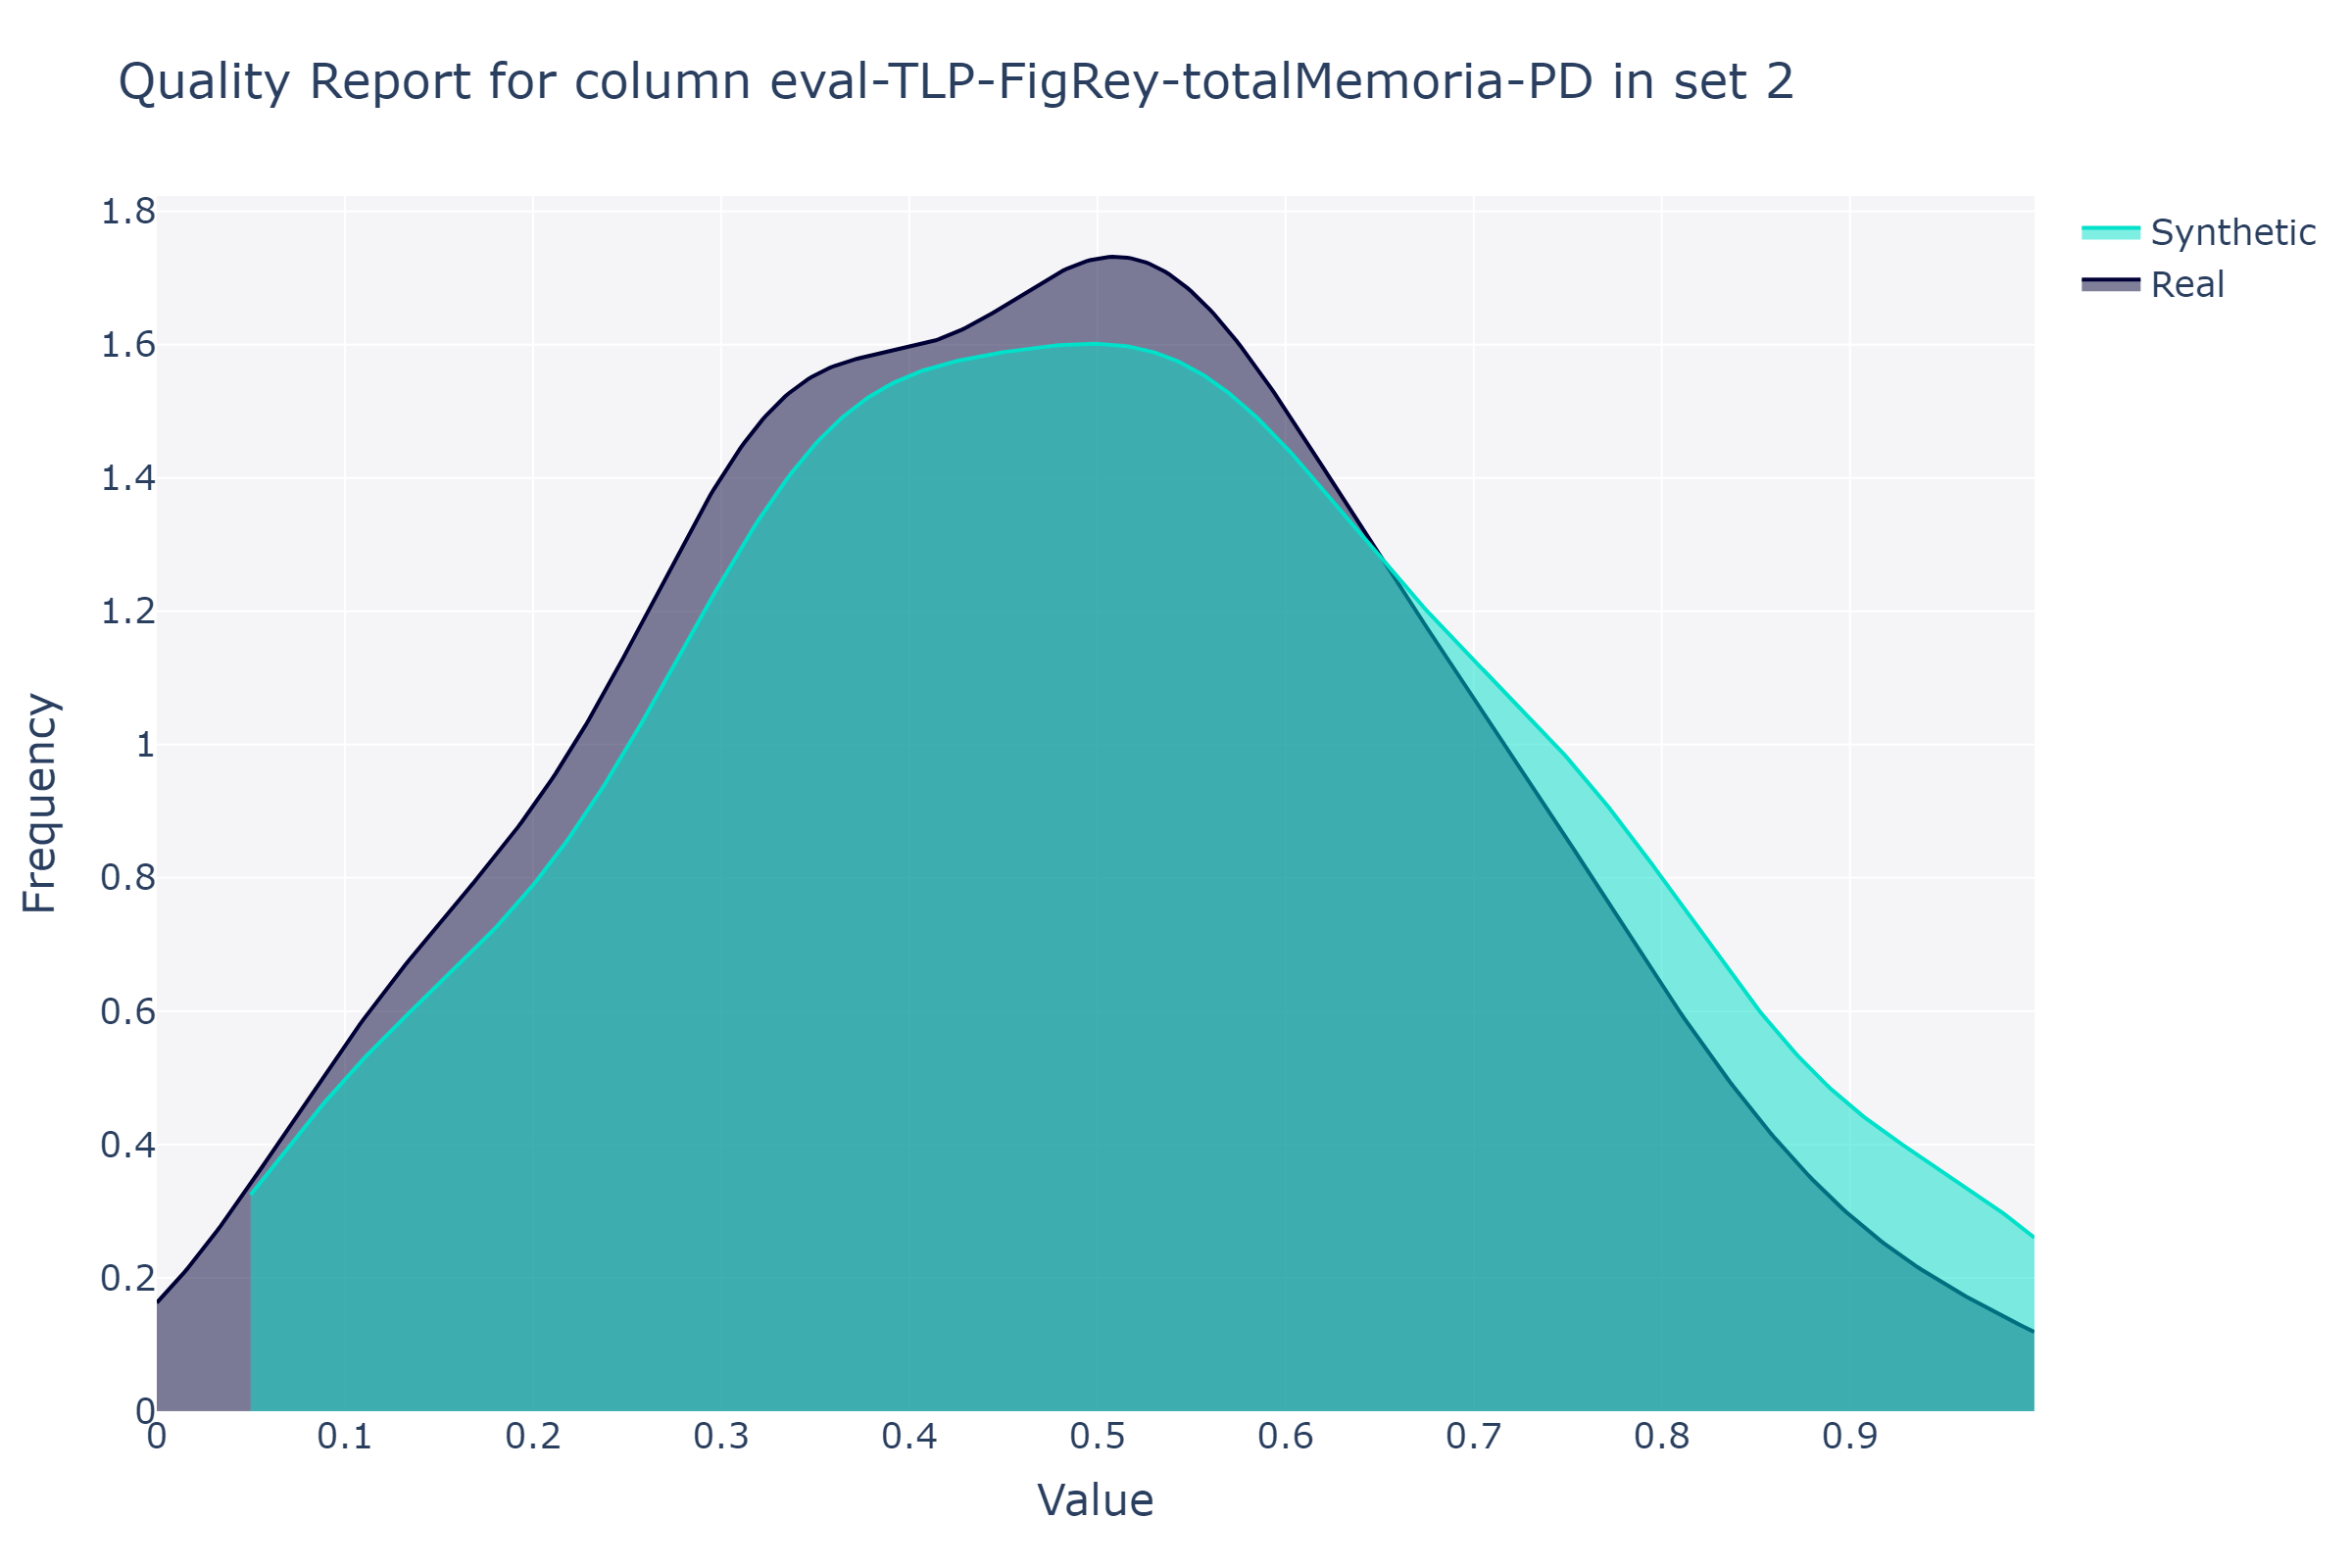 Quality Report for column eval-TLP-FigRey-totalMemoria-PD in set 2
Synthetic
Real
Frequency
1.8
1.6
1.4
1.2
1
0.8
0.6
0.4
0.2
0
0 0.1 0.2 0.3 0.4 0.5 0.6 0.7 0.8 0.9
Value